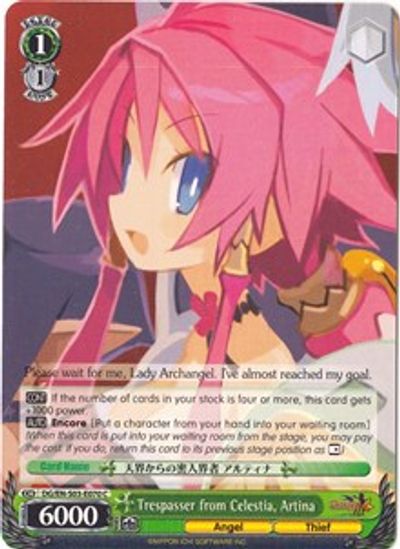 1
1
Please wait for me, Lady Archangel. I've almost reached my goal.
CONT If the number of cards in your stock is four or more, this card gets
+1000 power.
AUTO Encore [Put a character from your hand into your waiting room]
(When this card is put into your waiting room from the stage, you may pay
the cost. If you do, return this card to its previous stage position as
Card Name 天界からの密入界者 アルティナ
CH DG/EN-S03-E070 C
Trespasser from Celestia, Artina
6000
Angel Thief
©NIPPON ICHI SOFTWARE INC.